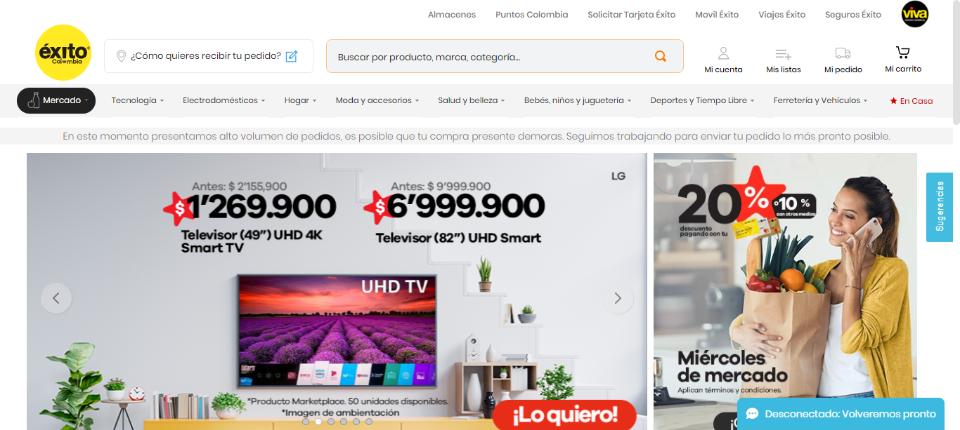 Almacenes Puntos Colombia Solicitar Tarjeta Éxito Movil Éxito Viajes Éxito Seguros Éxito viva
éxito
Colombia
¿Cómo quieres recibir tu pedido?
Buscar por producto, marca, categoría...
Mi cuenta Mis listas Mi pedido Mi carrito
Mercado Tecnología Electrodomésticos Hogar Moda y accesorios Salud y belleza Bebés, niños y juguetería Deportes y Tiempo Libre Ferretería y Vehículos En Casa
En este momento presentamos alto volumen de pedidos, es posible que tu compra presente demoras. Seguimos trabajando para enviar tu pedido lo más pronto posible.
Antes: $ 2'155,900
$1'269.900
Televisor (49") UHD 4K
Smart TV
Antes: $ 9'999.900
$6'999.900
Televisor (82") UHD Smart
LG
UHD TV
*Producto Marketplace. 50 unidades disponibles.
*Imagen de ambientación
¡Lo quiero!
20%
descuento
pagando con tu
o 10 %
con otros medios
Miércoles
de mercado
Aplican términos y condiciones.
Sugerencias
Desconectado: Volveremos pronto